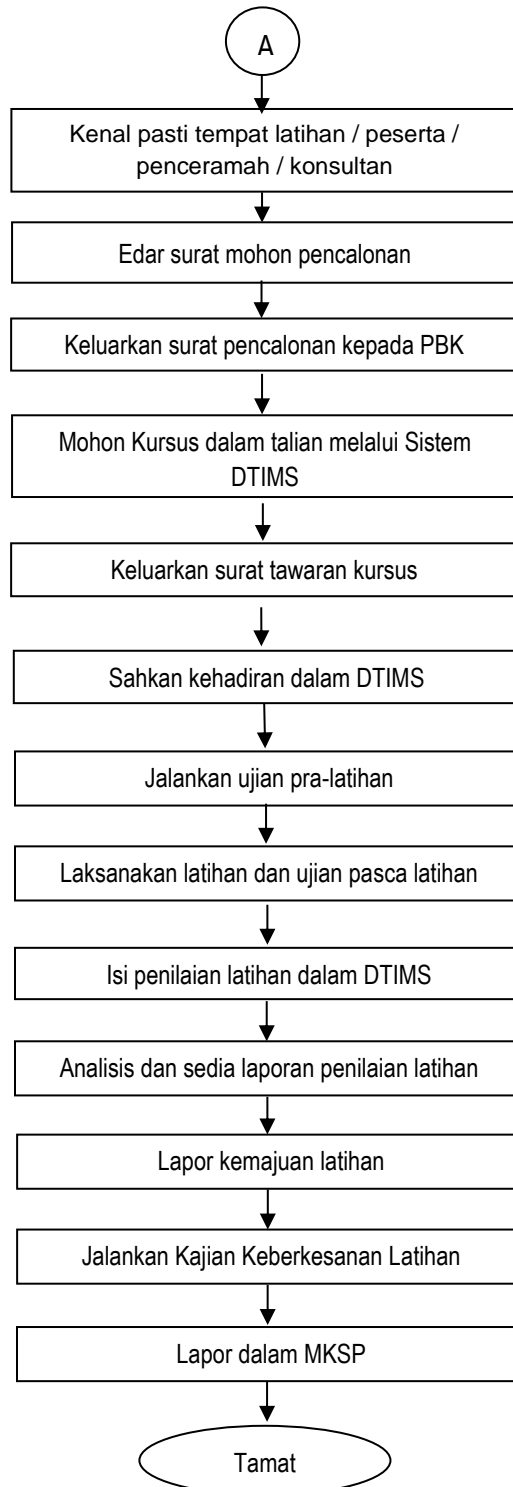 A
Kenal pasti tempat latihan / peserta /
penceramah / konsultan
Edar surat mohon pencalonan
Keluarkan surat pencalonan kepada PBK
Mohon Kursus dalam talian melalui Sistem
DTIMS
Keluarkan surat tawaran kursus
Sahkan kehadiran dalam DTIMS
Jalankan ujian pra-latihan
Laksanakan latihan dan ujian pasca latihan
Isi penilaian latihan dalam DTIMS
Analisis dan sedia laporan penilaian latihan
Lapor kemajuan latihan
Jalankan Kajian Keberkesanan Latihan
Lapor dalam MKSP
Tamat